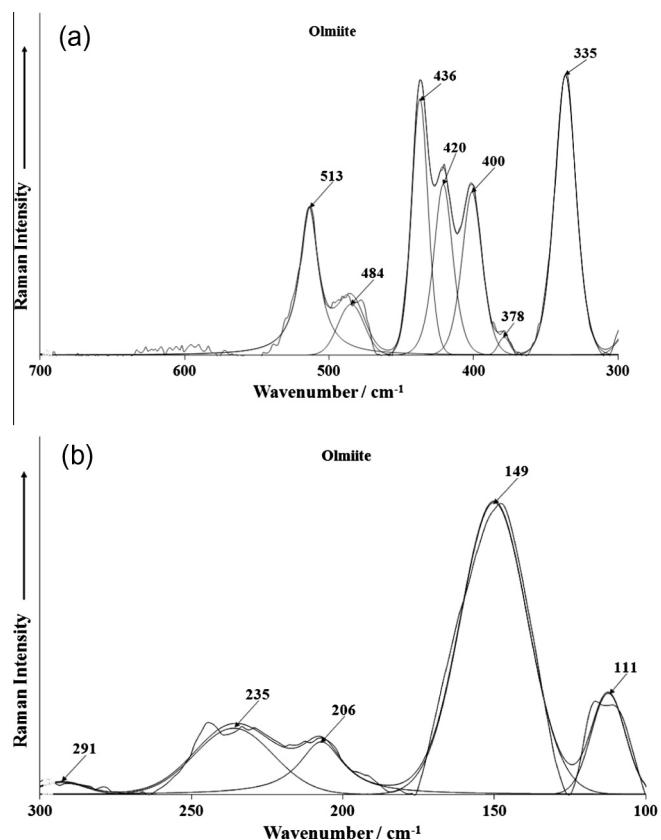 (a)
Olmiite
335
436
420
400
513
484
378
Raman Intensity
700
600
500
400
300
Wavenumber / cm-1
(b)
Olmiite
149
111
235
206
291
Raman Intensity
300
250
200
150
100
Wavenumber / cm-1